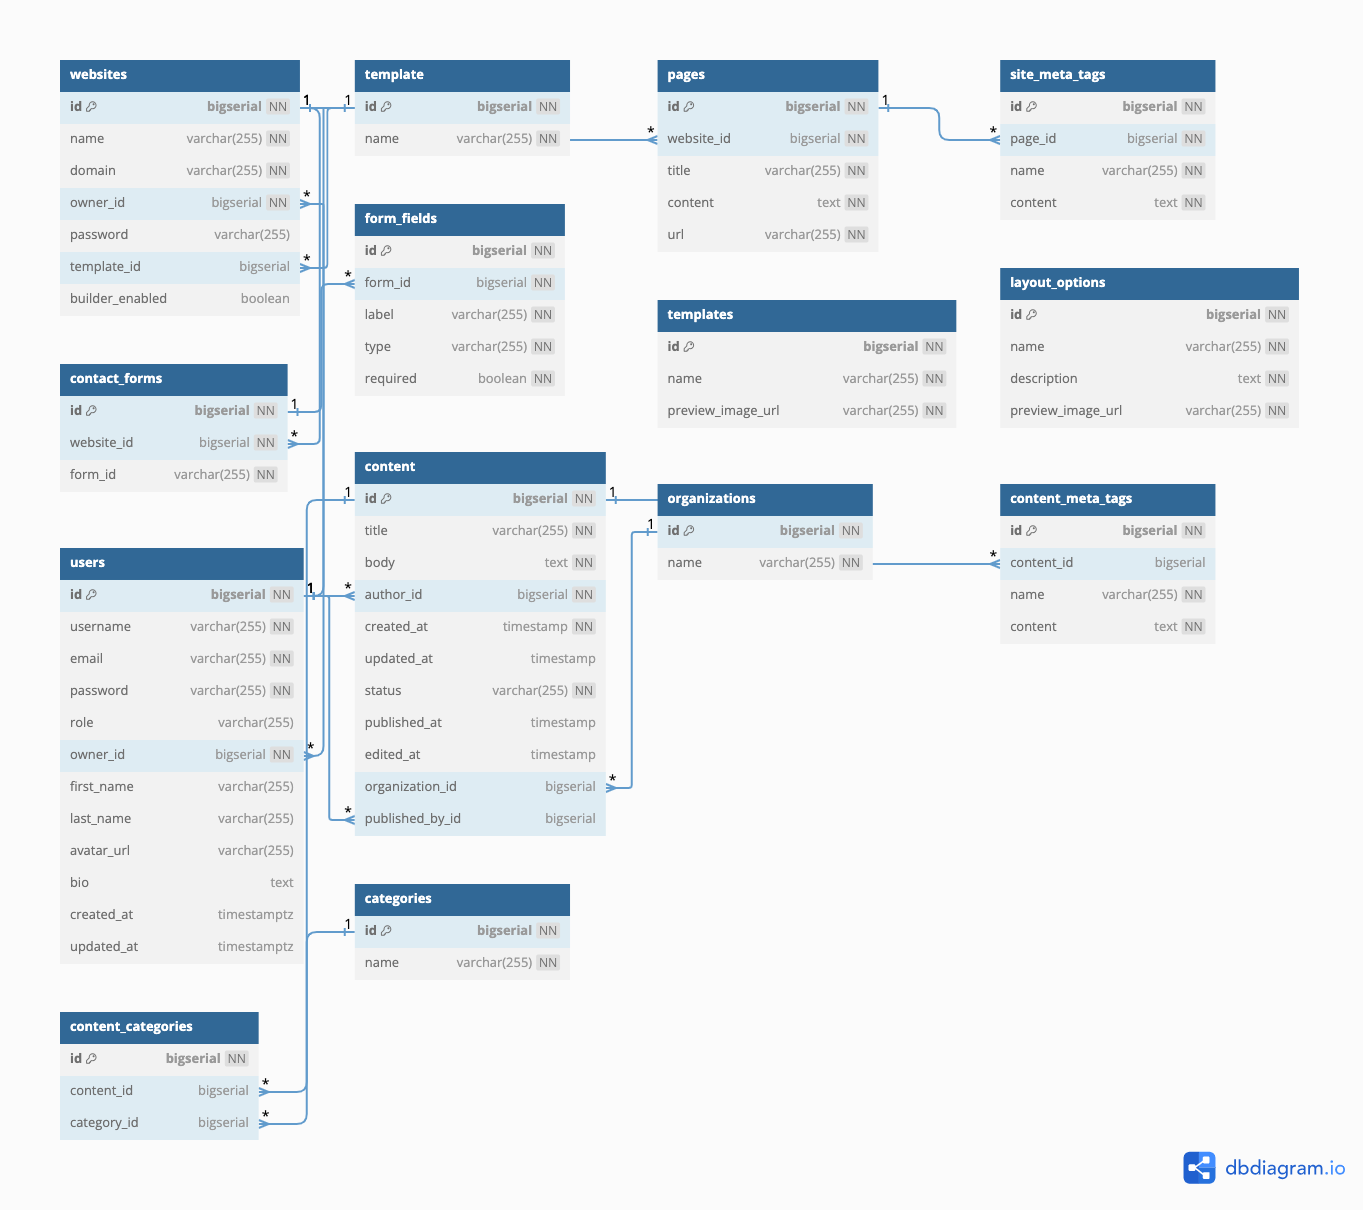 websites
id bigserial NN
name varchar(255) NN
domain varchar(255) NN
owner_id bigserial NN
password varchar(255)
template_id bigserial
builder_enabled boolean
1
*
*
template
id bigserial NN
name varchar(255) NN
1
form_fields
id bigserial NN
form_id bigserial NN
label varchar(255) NN
type varchar(255) NN
required boolean NN
*
pages
id bigserial NN
website_id bigserial NN
title varchar(255) NN
content text NN
url varchar(255) NN
1
*
site_meta_tags
id bigserial NN
page_id bigserial NN
name varchar(255) NN
content text NN
*
templates
id bigserial NN
name varchar(255) NN
preview_image_url varchar(255) NN
layout_options
id bigserial NN
name varchar(255) NN
description text NN
preview_image_url varchar(255) NN
contact_forms
id bigserial NN
website_id bigserial NN
form_id varchar(255) NN
1
*
content
id bigserial NN
title varchar(255) NN
body text NN
author_id bigserial NN
created_at timestamp NN
updated_at timestamp
status varchar(255) NN
published_at timestamp
edited_at timestamp
organization_id bigserial
published_by_id bigserial
1
1
*
*
*
organizations
id bigserial NN
name varchar(255) NN
1
content_meta_tags
id bigserial NN
content_id bigserial
name varchar(255) NN
content text NN
*
users
id bigserial NN
username varchar(255) NN
email varchar(255) NN
password varchar(255) NN
role varchar(255)
owner_id bigserial NN
first_name varchar(255)
last_name varchar(255)
avatar_url varchar(255)
bio text
created_at timestamptz
updated_at timestamptz
1
*
categories
id bigserial NN
name varchar(255) NN
1
content_categories
id bigserial NN
content_id bigserial
category_id bigserial
*
*
dbdiagram.io